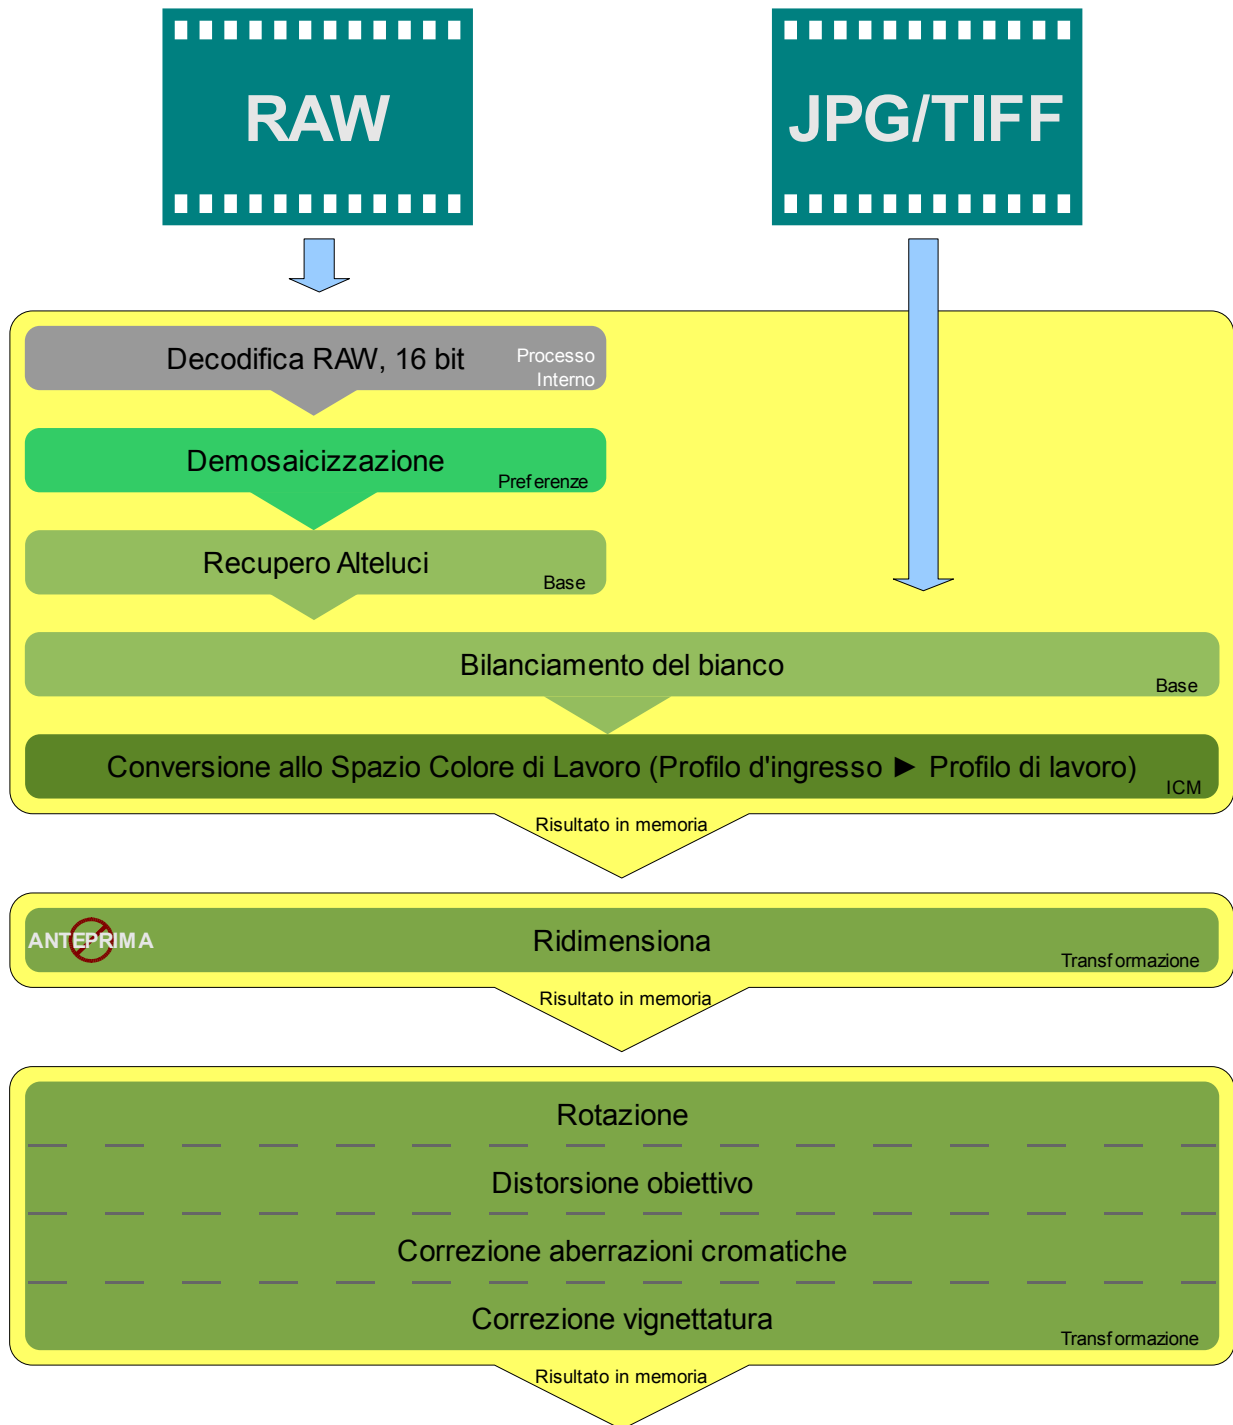 RAW
JPG/TIFF
Decodifica RAW, 16 bit
Processo
Interno
Demosaicizzazione
Preferenze
Recupero Alteluci
Base
Bilanciamento del bianco
Base
Conversione allo Spazio Colore di Lavoro (Profilo d'ingresso ► Profilo di lavoro)
ICM
Risultato in memoria
ANTEPRIMA
Ridimensiona
Transformazione
Risultato in memoria
Rotazione
Distorsione obiettivo
Correzione aberrazioni cromatiche
Correzione vignettatura
Transformazione
Risultato in memoria